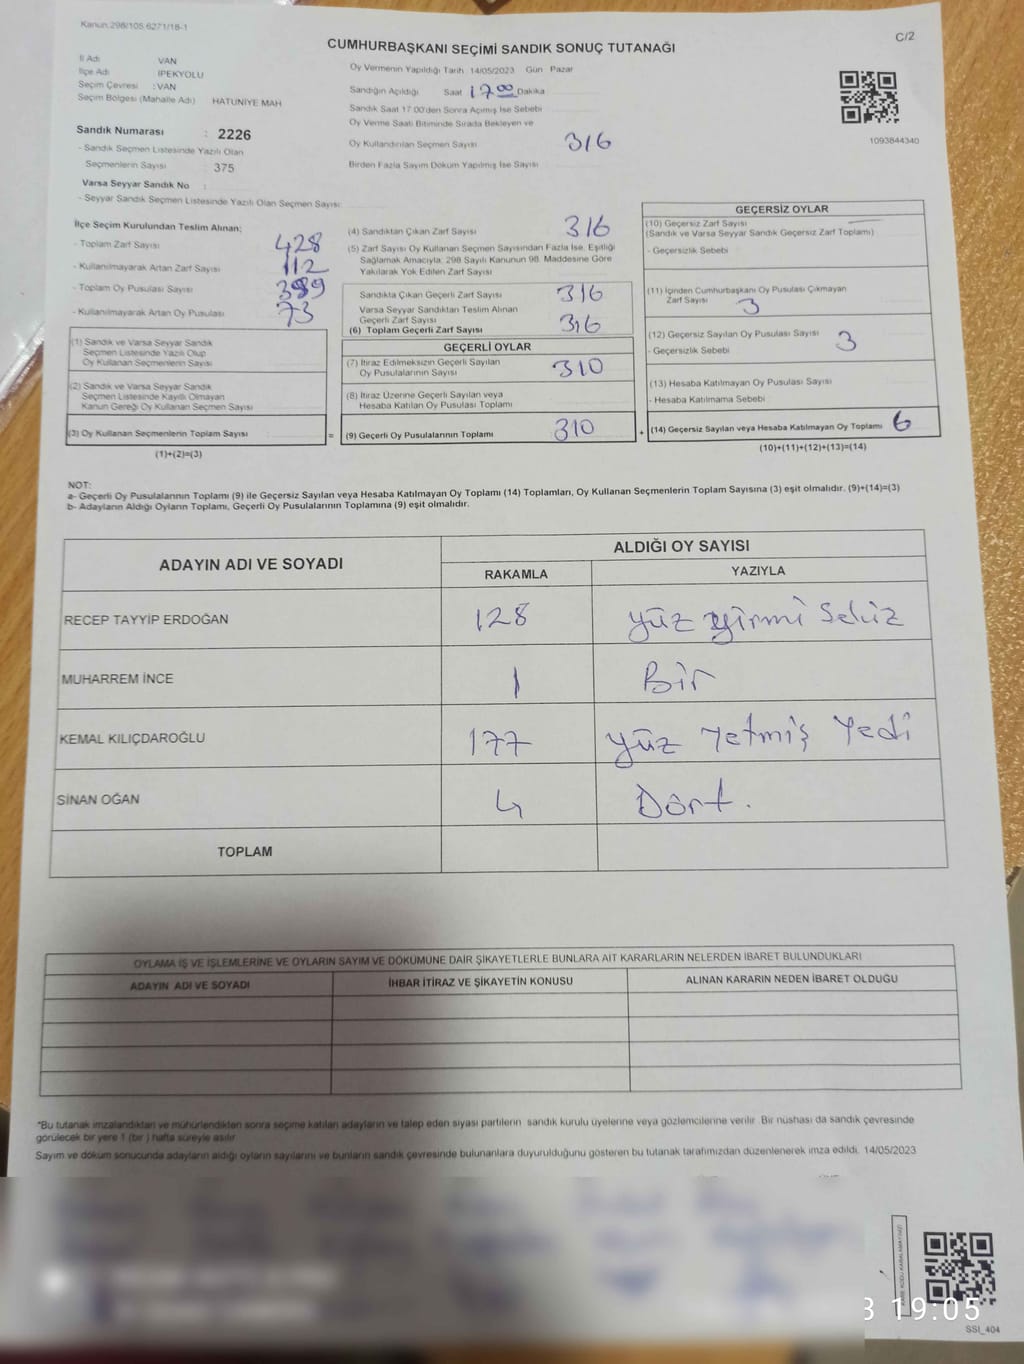 Kanun.298/105.6271/18-1
C/2
CUMHURBAŞKANI SEÇİMİ SANDIK SONUÇ TUTANAĞI
İl Adı VAN
İlçe Adı İPEKYOLU
Seçim Çevresi : VAN
Seçim Bölgesi (Mahalle Adı) HATUNİYE MAH
Sandık Numarası : 2226
- Sandık Seçmen Listesinde Yazılı Olan
Seçmenlerin Sayısı : 375
Varsa Seyyar Sandık No :
- Seyyar Sandık Seçmen Listesinde Yazılı Olan Seçmen Sayısı:
Oy Vermenin Yapıldığı Tarih 14/05/2023 Gün Pazar
Sandığın Açıldığı Saat 17 00 Dakika
Sandık Saat 17.00'den Sonra Açımış İse Sebebi
Oy Verme Saati Bitiminde Sırada Bekleyen ve
Oy Kullandırılan Seçmen Sayısı 316
Birden Fazla Sayım Döküm Yapılmış İse Sayısı
1093844340
İlçe Seçim Kurulundan Teslim Alınan;
- Toplam Zarf Sayısı 428
- Kullanılmayarak Artan Zarf Sayısı 112
- Toplam Oy Pusulası Sayısı 389
- Kullanılmayarak Artan Oy Pusulası 73
(1) Sandık ve Varsa Seyyar Sandık
Seçmen Listesinde Yazılı Olup
Oy Kullanan Seçmenlerin Sayısı
(2) Sandık ve Varsa Seyyar Sandık
Seçmen Listesinde Kayıtlı Olmayan
Kanun Gereği Oy Kullanan Seçmen Sayısı
(3) Oy Kullanan Seçmenlerin Toplam Sayısı
(1)+(2)=(3)
=
(4) Sandıktan Çıkan Zarf Sayısı 316
(5) Zarf Sayısı Oy Kullanan Seçmen Sayısından Fazla İse, Eşitliği
Sağlamak Amacıyla, 298 Sayılı Kanunun 98. Maddesine Göre
Yakılarak Yok Edilen Zarf Sayısı
Sandıkta Çıkan Geçerli Zarf Sayısı 316
Varsa Seyyar Sandıktan Teslim Alınan
Geçerli Zarf Sayısı
(6) Toplam Geçerli Zarf Sayısı 316
GEÇERLİ OYLAR
(7) İtiraz Edilmeksizin Geçerli Sayılan
Oy Pusulalarının Sayısı 310
(8) İtiraz Üzerine Geçerli Sayılan veya
Hesaba Katılan Oy Pusulası Toplamı
(9) Geçerli Oy Pusulalarının Toplamı 310
+
GEÇERSİZ OYLAR
(10) Geçersiz Zarf Sayısı
(Sandık ve Varsa Seyyar Sandık Geçersiz Zarf Toplamı)
- Geçersizlik Sebebi
(11) İçinden Cumhurbaşkanı Oy Pusulası Çıkmayan
Zarf Sayısı 3
(12) Geçersiz Sayılan Oy Pusulası Sayısı 3
- Geçersizlik Sebebi
(13) Hesaba Katılmayan Oy Pusulası Sayısı
- Hesaba Katılmama Sebebi
(14) Geçersiz Sayılan veya Hesaba Katılmayan Oy Toplamı 6
(10)+(11)+(12)+(13)=(14)
NOT:
a- Geçerli Oy Pusulalarının Toplamı (9) ile Geçersiz Sayılan veya Hesaba Katılmayan Oy Toplamı (14) Toplamları, Oy Kullanan Seçmenlerin Toplam Sayısına (3) eşit olmalıdır. (9)+(14)=(3)
b- Adayların Aldığı Oyların Toplamı, Geçerli Oy Pusulalarının Toplamına (9) eşit olmalıdır.
ADAYIN ADI VE SOYADI
ALDIĞI OY SAYISI
RAKAMLA YAZIYLA
RECEP TAYYİP ERDOĞAN 128 Yüz yirmi Sekiz
MUHARREM İNCE 1 Bir
KEMAL KILIÇDAROĞLU 177 Yüz Yetmiş Yedi
SİNAN OĞAN 4 Dört.
TOPLAM
OYLAMA İŞ VE İŞLEMLERİNE VE OYLARIN SAYIM VE DÖKÜMÜNE DAİR ŞİKAYETLERLE BUNLARA AİT KARARLARIN NELERDEN İBARET BULUNDUKLARI
ADAYIN ADI VE SOYADI İHBAR İTİRAZ VE ŞİKAYETİN KONUSU ALINAN KARARIN NEDEN İBARET OLDUĞU
*Bu tutanak imzalandıktan ve mühürlendikten sonra seçime katılan adayların ve talep eden siyasi partilerin sandık kurulu üyelerine veya gözlemcilerine verilir. Bir nüshası da sandık çevresinde
görülecek bir yere 1 (bir ) hafta süreyle asılır
Sayım ve döküm sonucunda adayların aldığı oyların sayılarını ve bunların sandık çevresinde bulunanlara duyurulduğunu gösteren bu tutanak tarafımızdan düzenlenerek imza edildi. 14/05/2023
19:05
SSİ_404